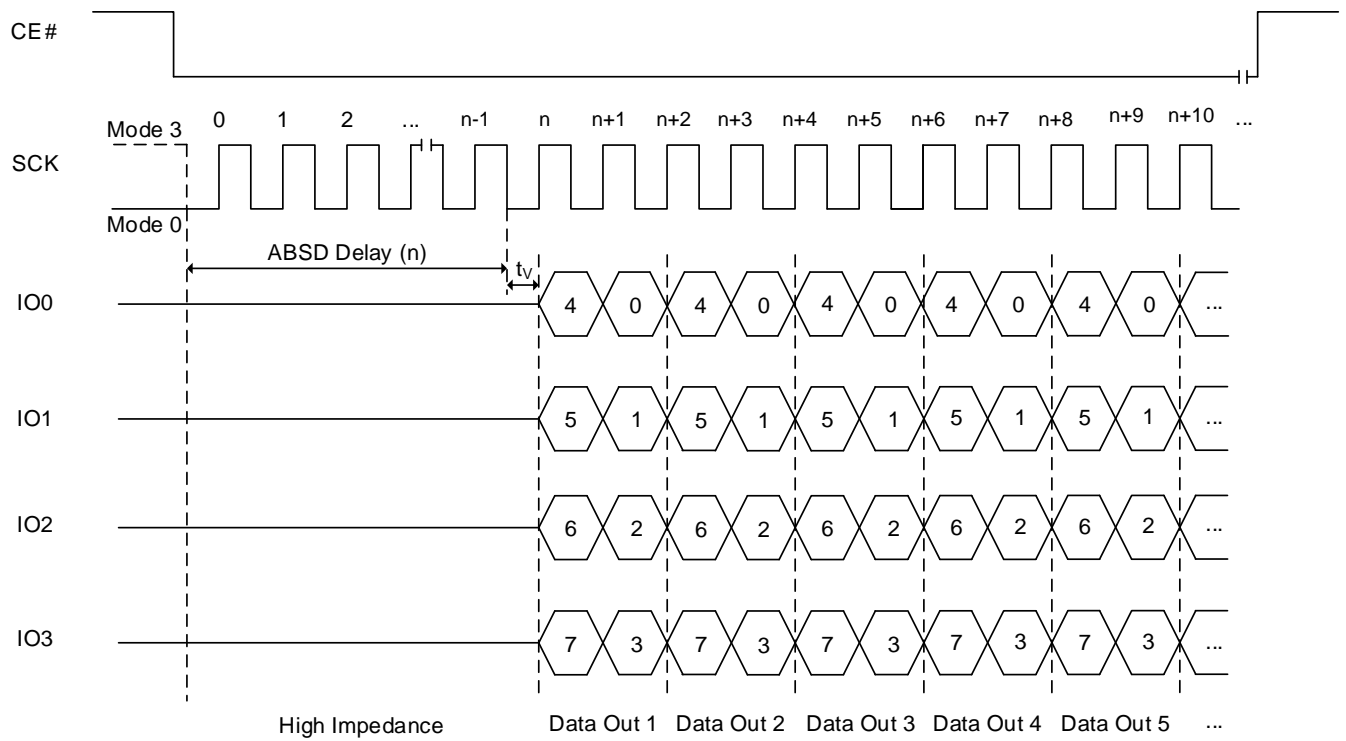 CE#
Mode 3 0 1 2 ... n-1 n n+1 n+2 n+3 n+4 n+5 n+6 n+7 n+8 n+9 n+10 ...
SCK
Mode 0
ABSD Delay (n)
tV
IO0 4 0 4 0 4 0 4 0 4 0 ...
IO1 5 1 5 1 5 1 5 1 5 1 ...
IO2 6 2 6 2 6 2 6 2 6 2 ...
IO3 7 3 7 3 7 3 7 3 7 3 ...
High Impedance Data Out 1 Data Out 2 Data Out 3 Data Out 4 Data Out 5 ...